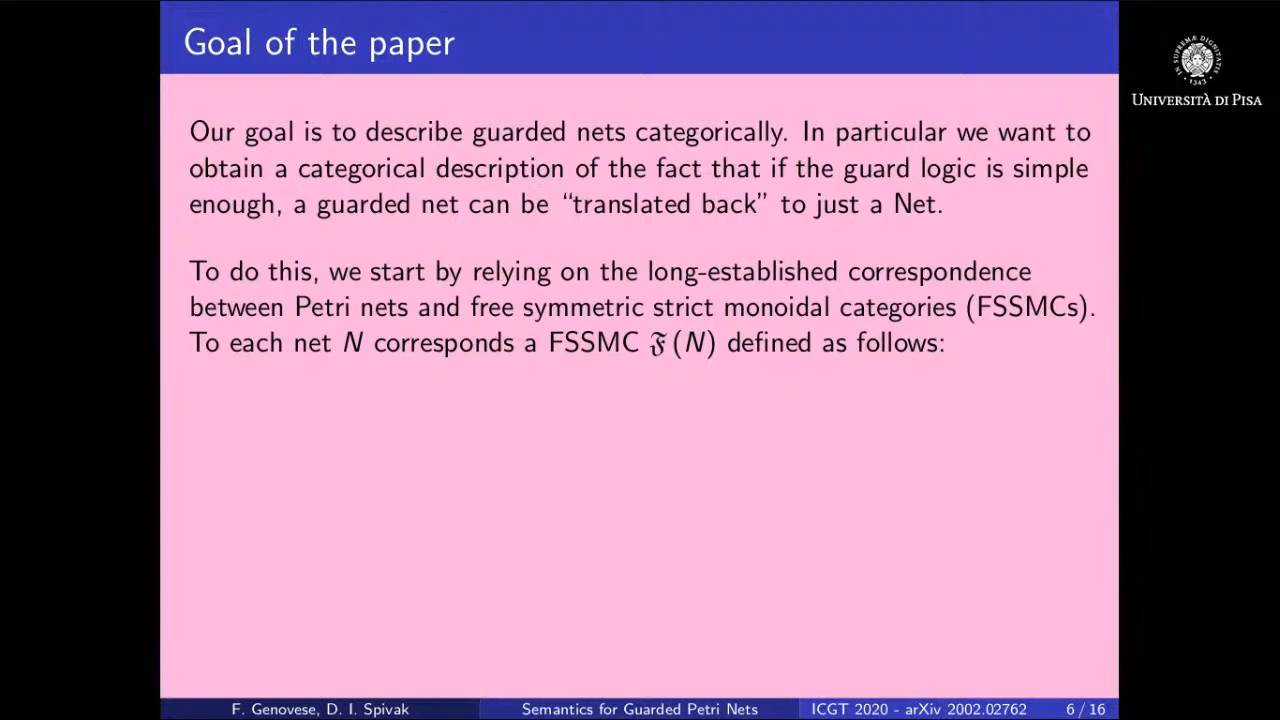 Goal of the paper
IN SUPREMÆ DIGNITATIS
1343
UNIVERSITÀ DI PISA
Our goal is to describe guarded nets categorically. In particular we want to
obtain a categorical description of the fact that if the guard logic is simple
enough, a guarded net can be “translated back” to just a Net.
To do this, we start by relying on the long-established correspondence
between Petri nets and free symmetric strict monoidal categories (FSSMCs).
To each net N corresponds a FSSMC 𝔉(N) defined as follows:
F. Genovese, D. I. Spivak
Semantics for Guarded Petri Nets
ICGT 2020 - arXiv 2002.02762
6 / 16